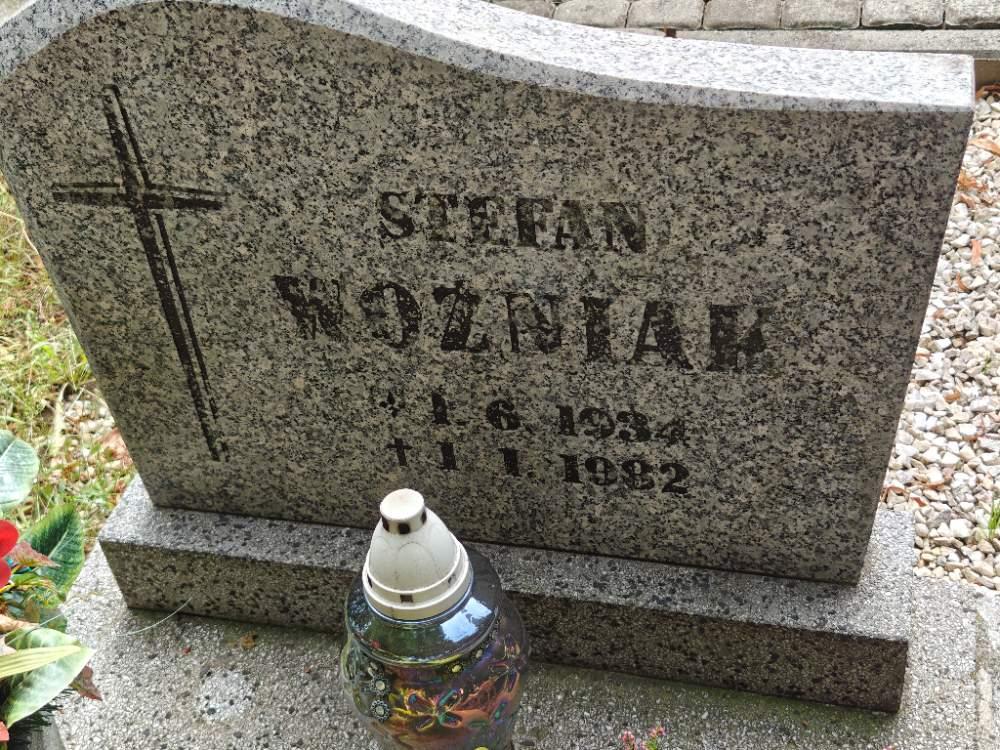 STEFAN
WOŹNIAK
* 1. 6. 1934
✝ 1 1. 1982